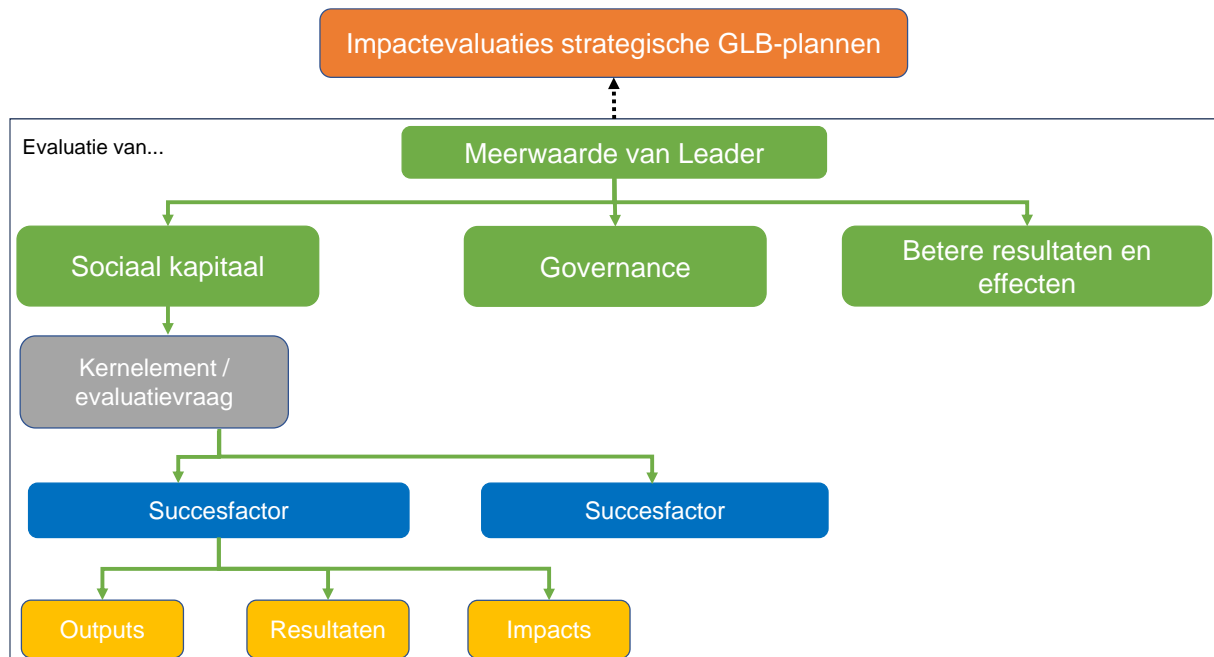 Impactevaluaties strategische GLB-plannen
Evaluatie van...
Meerwaarde van Leader
Sociaal kapitaal
Governance
Betere resultaten en
effecten
Kernelement /
evaluatievraag
Succesfactor
Succesfactor
Outputs
Resultaten
Impacts